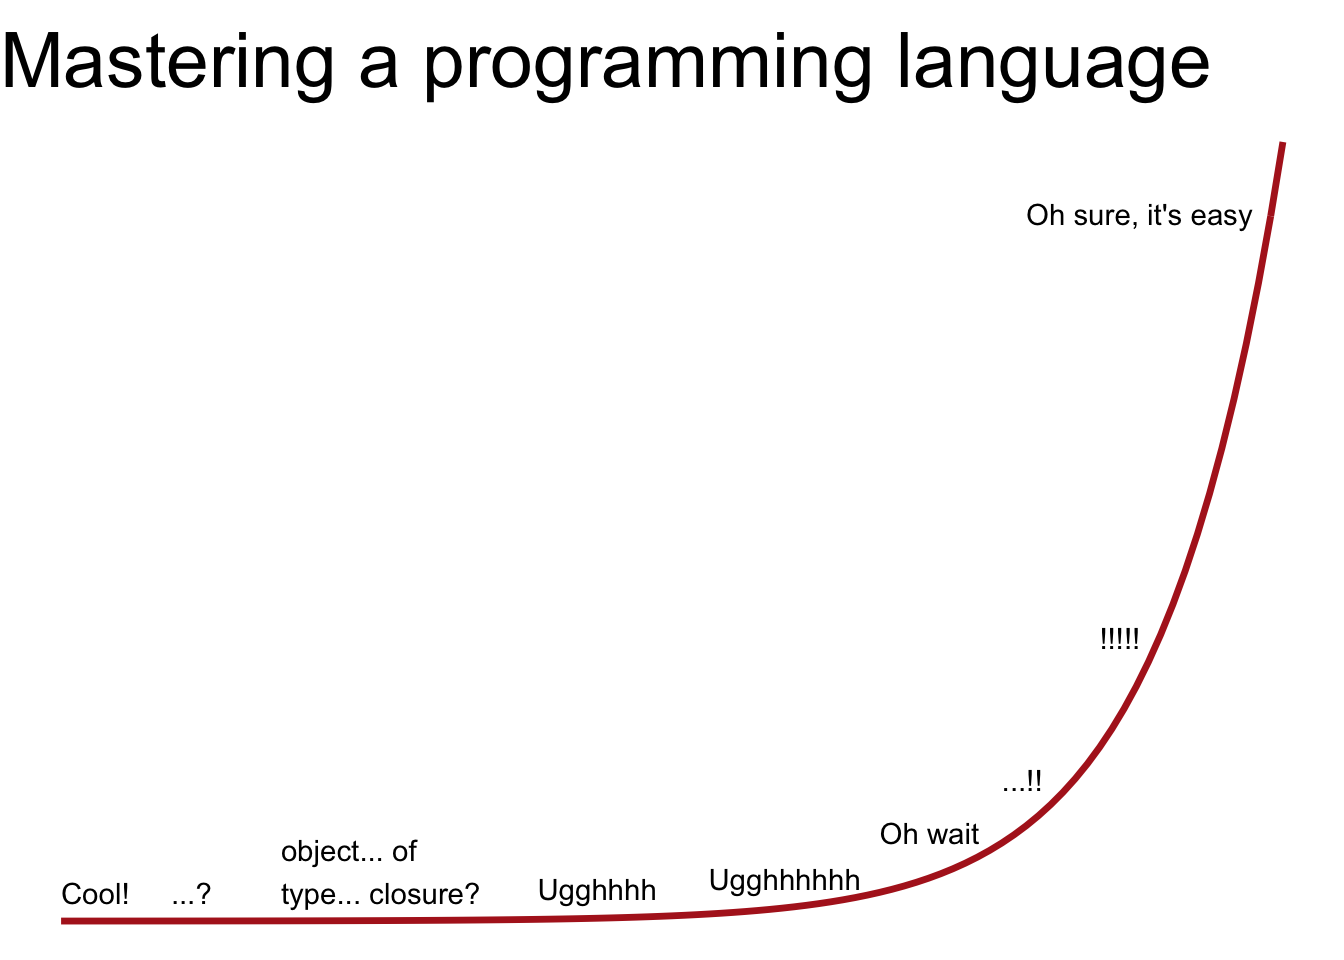 Mastering a programming language
Oh sure, it's easy
!!!!!
...!!
Oh wait
object... of
type... closure?
Cool!
...?
Ugghhhh
Ugghhhhhh